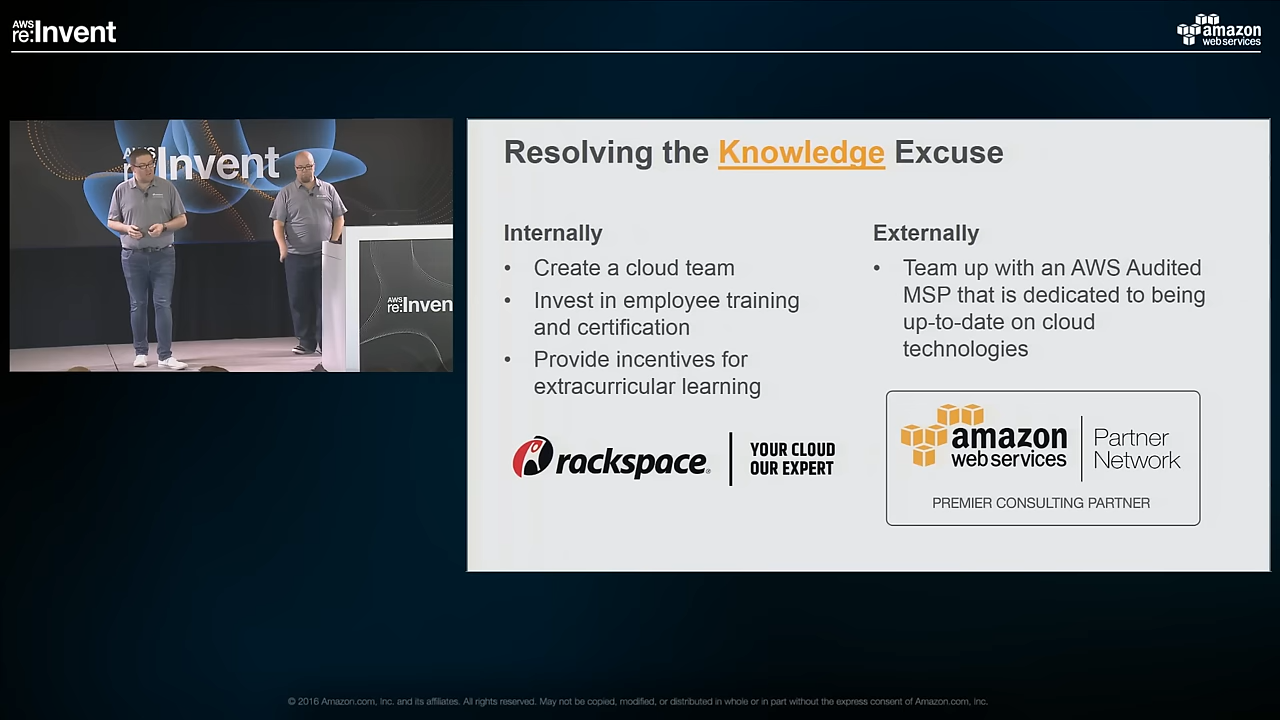 AWS
re:Invent
amazon
web services
AWS
Invent
AWS
re:Inven
Resolving the Knowledge Excuse
Internally
• Create a cloud team
• Invest in employee training
and certification
• Provide incentives for
extracurricular learning
rackspace®
YOUR CLOUD
OUR EXPERT
Externally
• Team up with an AWS Audited
MSP that is dedicated to being
up-to-date on cloud
technologies
amazon
web services
Partner
Network
PREMIER CONSULTING PARTNER
© 2016 Amazon.com, Inc. and its affiliates. All rights reserved. May not be copied, modified, or distributed in whole or in part without the express consent of Amazon.com, Inc.